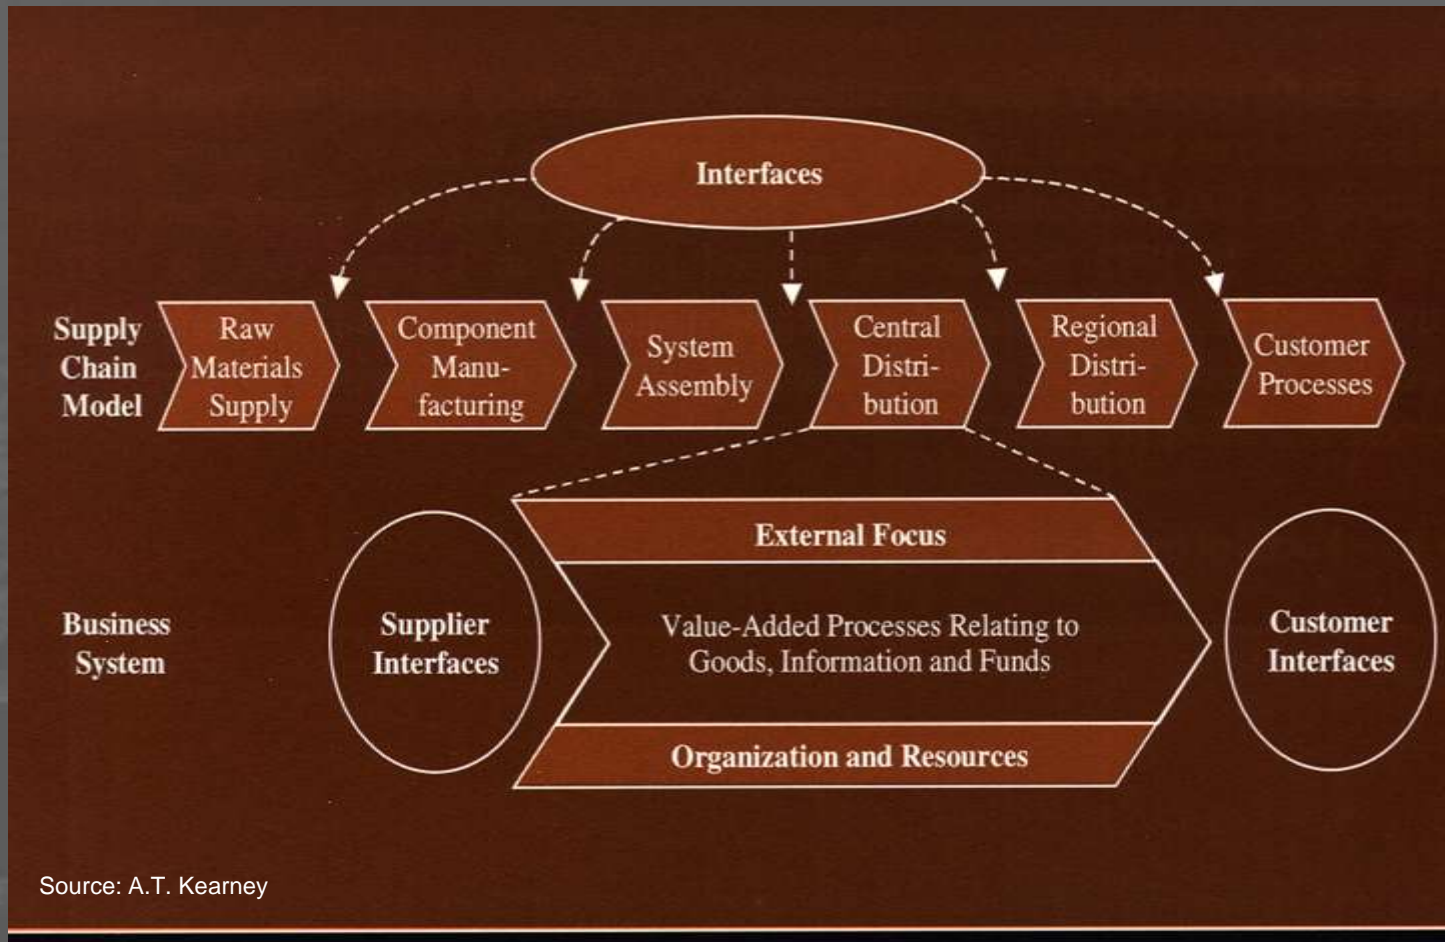 Interfaces
Supply
Chain
Model
Raw
Materials
Supply
Component
Manu-
facturing
System
Assembly
Central
Distri-
bution
Regional
Distri-
bution
Customer
Processes
External Focus
Business
System
Supplier
Interfaces
Value-Added Processes Relating to
Goods, Information and Funds
Customer
Interfaces
Organization and Resources
Source: A.T. Kearney